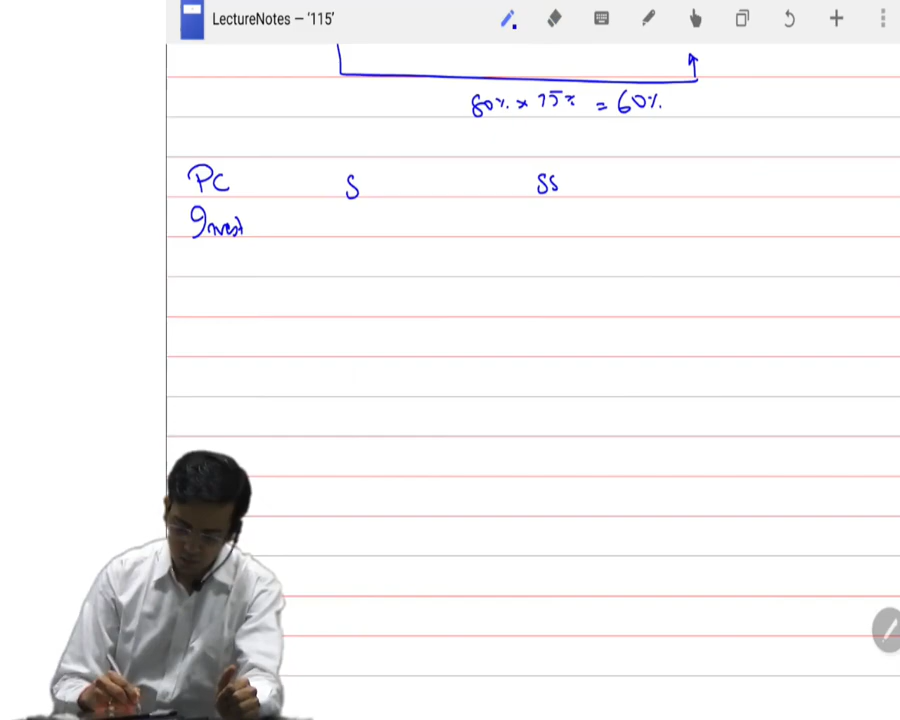 LectureNotes – ‘115’
80% × 75% = 60%
PC S SS
Invest